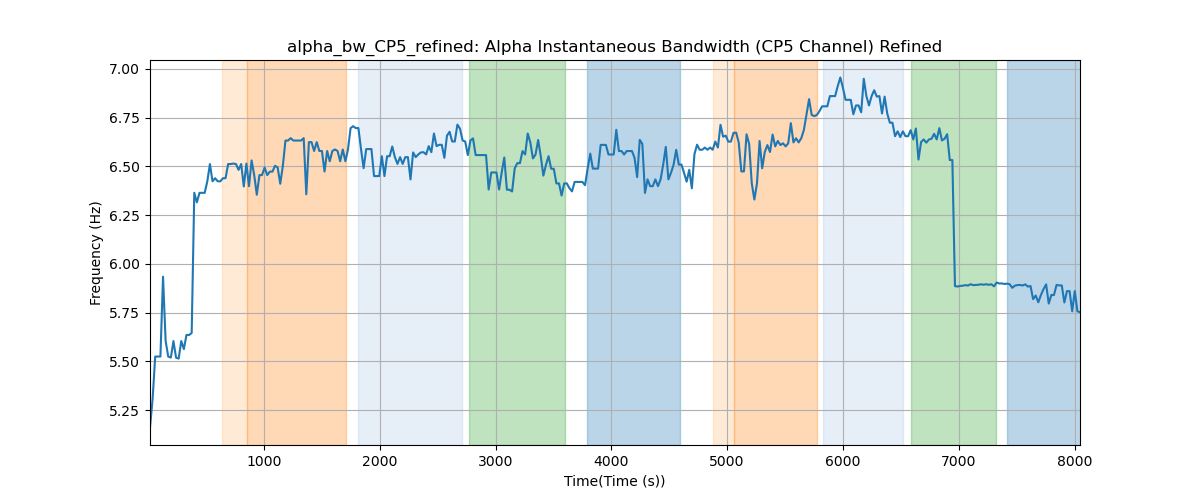 alpha_bw_CP5_refined: Alpha Instantaneous Bandwidth (CP5 Channel) Refined
7.00
6.75
6.50
6.25
6.00
5.75
5.50
5.25
Frequency (Hz)
1000 2000 3000 4000 5000 6000 7000 8000
Time(Time (s))